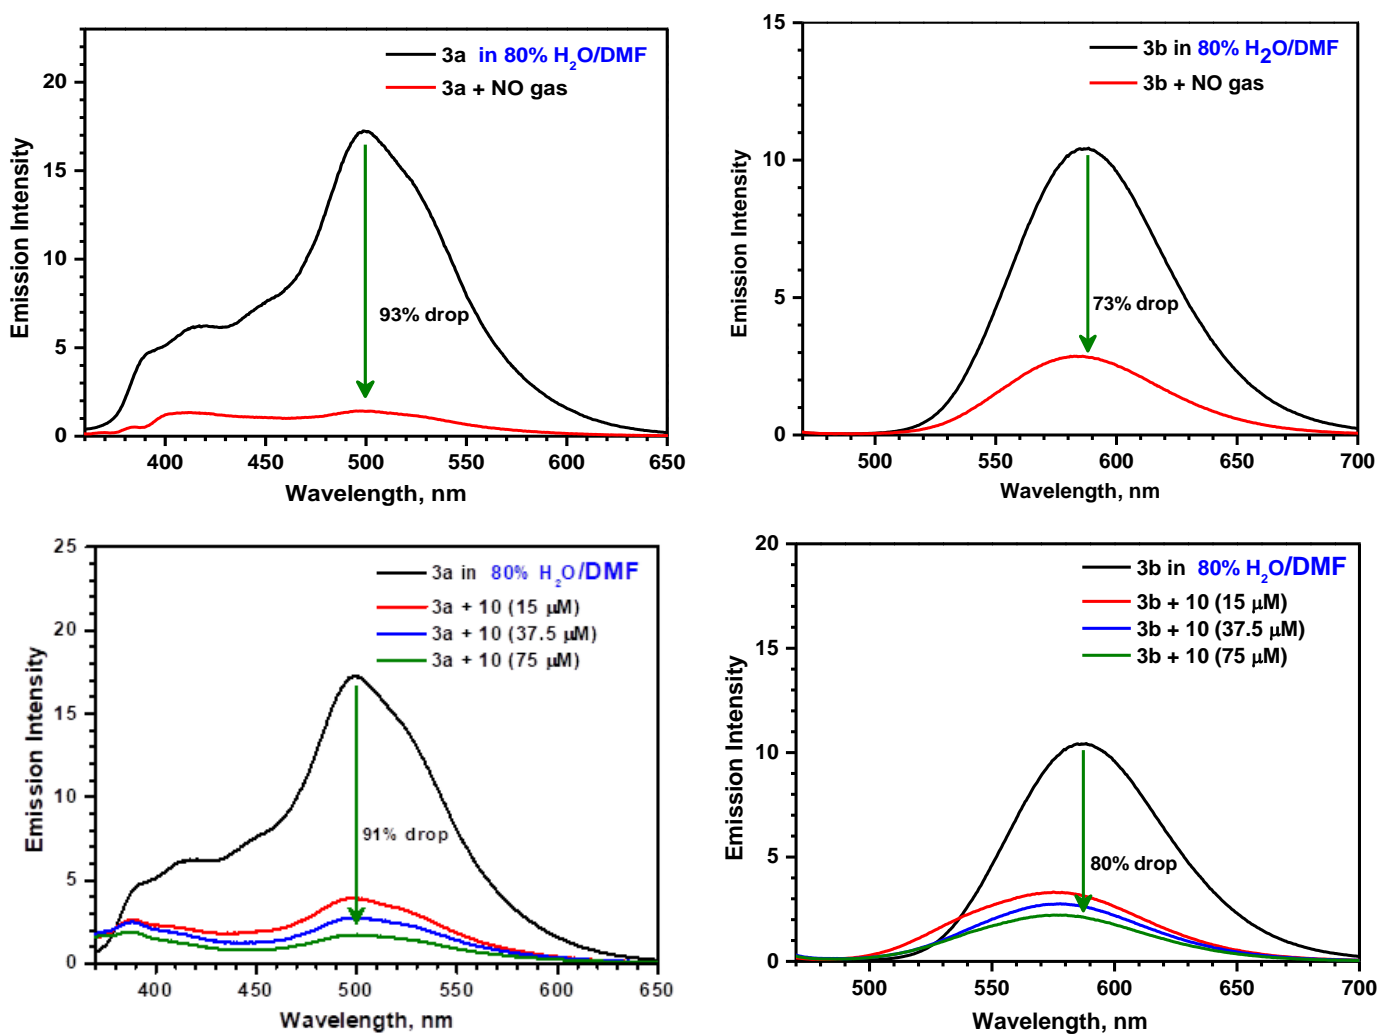 3a in 80% H₂O/DMF
3a + NO gas
20
15
10
5
0
93% drop
Emission Intensity
400 450 500 550 600 650
Wavelength, nm
3b in 80% H2O/DMF
3b + NO gas
15
10
5
0
73% drop
Emission Intensity
500 550 600 650 700
Wavelength, nm
3a in 80% H₂O/DMF
3a + 10 (15 μM)
3a + 10 (37.5 μM)
3a + 10 (75 μM)
25
20
15
10
5
0
91% drop
Emission Intensity
400 450 500 550 600 650
Wavelength, nm
3b in 80% H₂O/DMF
3b + 10 (15 μM)
3b + 10 (37.5 μM)
3b + 10 (75 μM)
20
15
10
5
0
80% drop
Emission Intensity
500 550 600 650 700
Wavelength, nm